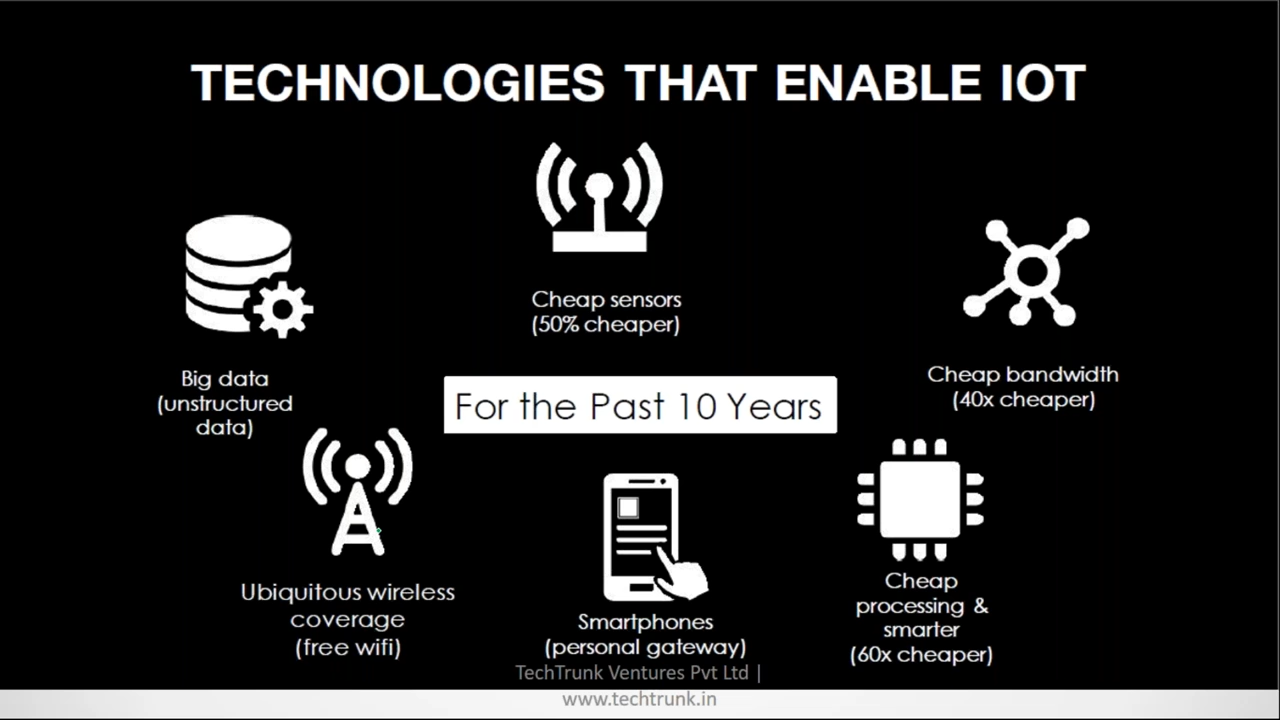 TECHNOLOGIES THAT ENABLE IOT
Cheap sensors
(50% cheaper)
Big data
(unstructured
data)
Cheap bandwidth
(40x cheaper)
For the Past 10 Years
Ubiquitous wireless
coverage
(free wifi)
Smartphones
(personal gateway)
Cheap
processing &
smarter
(60x cheaper)
TechTrunk Ventures Pvt Ltd |
www.techtrunk.in